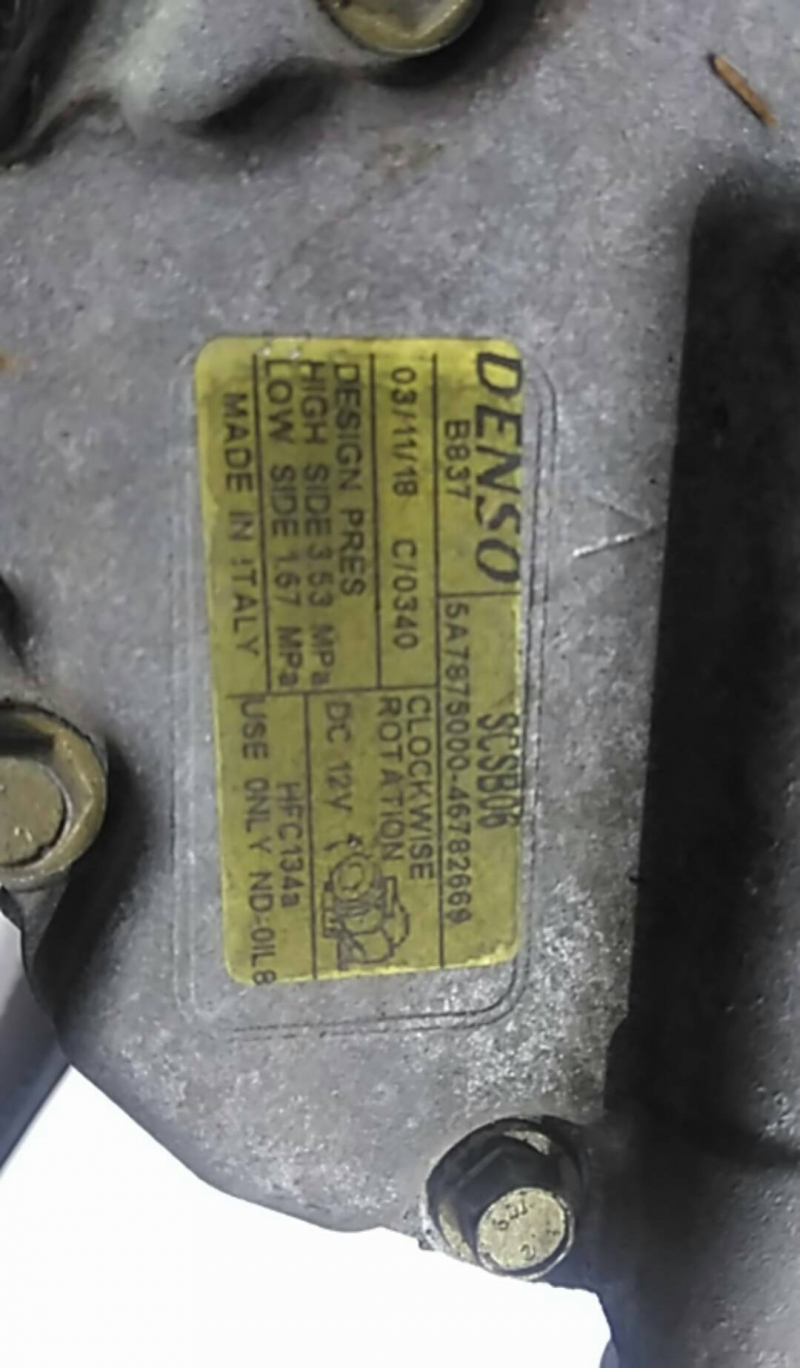 DENSO
SCSB06
B837
5A7875000-46782669
03/11/18 C/0340
CLOCKWISE
ROTATION
DESIGN PRES
HIGH SIDE 3.53 MPa
LOW SIDE 1.67 MPa
DC 12V
HFC134a
MADE IN ITALY
USE ONLY ND-OIL8